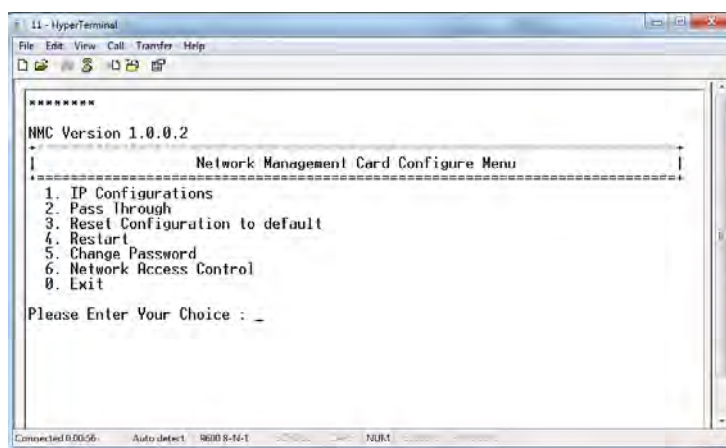 11 - HyperTerminal
File Edit View Call Transfer Help
********
NMC Version 1.0.0.2
Network Management Card Configure Menu
1. IP Configurations
2. Pass Through
3. Reset Configuration to default
4. Restart
5. Change Password
6. Network Access Control
0. Exit
Please Enter Your Choice : _
Connected 0:00:56 Auto detect 9600 8-N-1 NUM